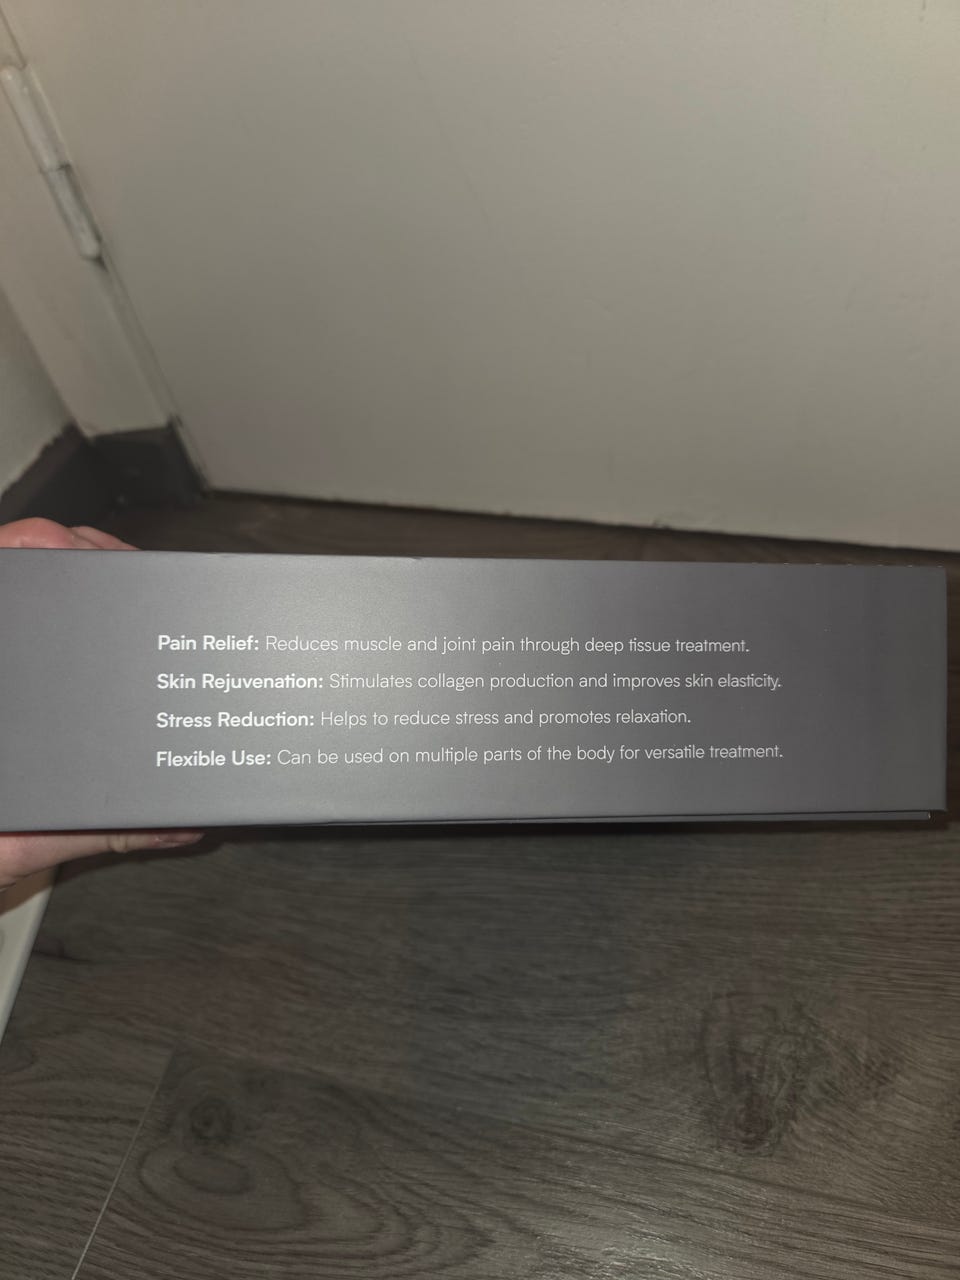 Pain Relief: Reduces muscle and joint pain through deep tissue treatment.
Skin Rejuvenation: Stimulates collagen production and improves skin elasticity.
Stress Reduction: Helps to reduce stress and promotes relaxation.
Flexible Use: Can be used on multiple parts of the body for versatile treatment.